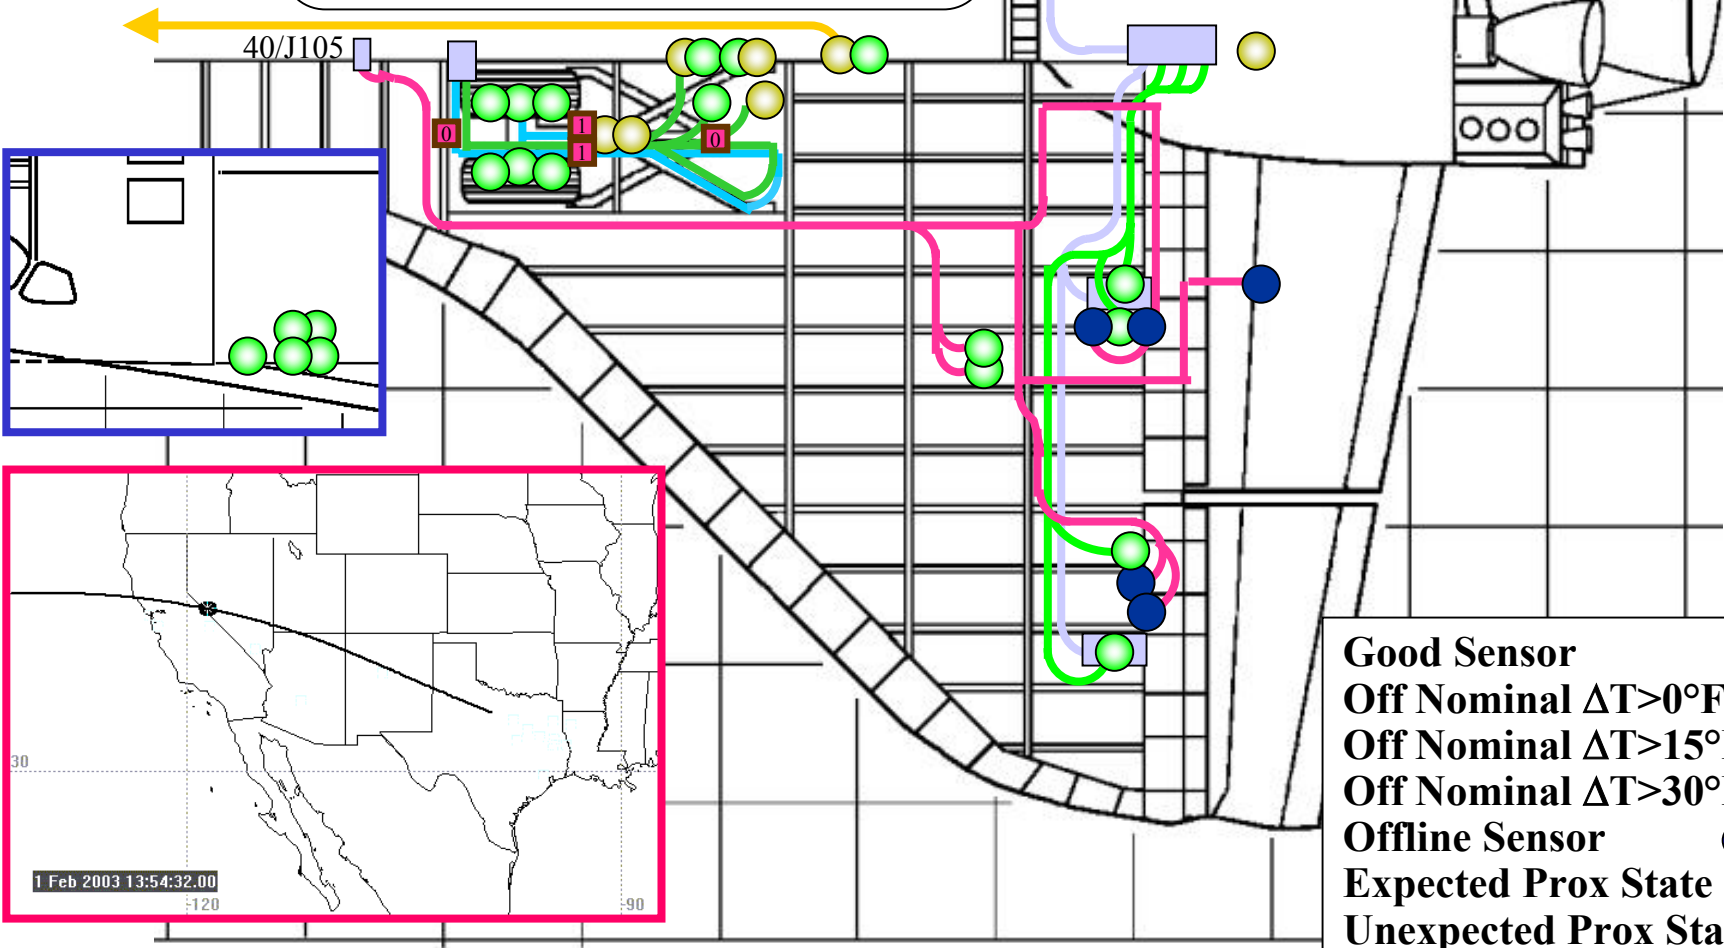 40/J105
0
1
1
0
30
1 Feb 2003 13:54:32.00
-120
-90
Good Sensor
Off Nominal ΔT>0°F
Off Nominal ΔT>15°
Off Nominal ΔT>30°
Offline Sensor
Expected Prox State
Unexpected Prox Sta